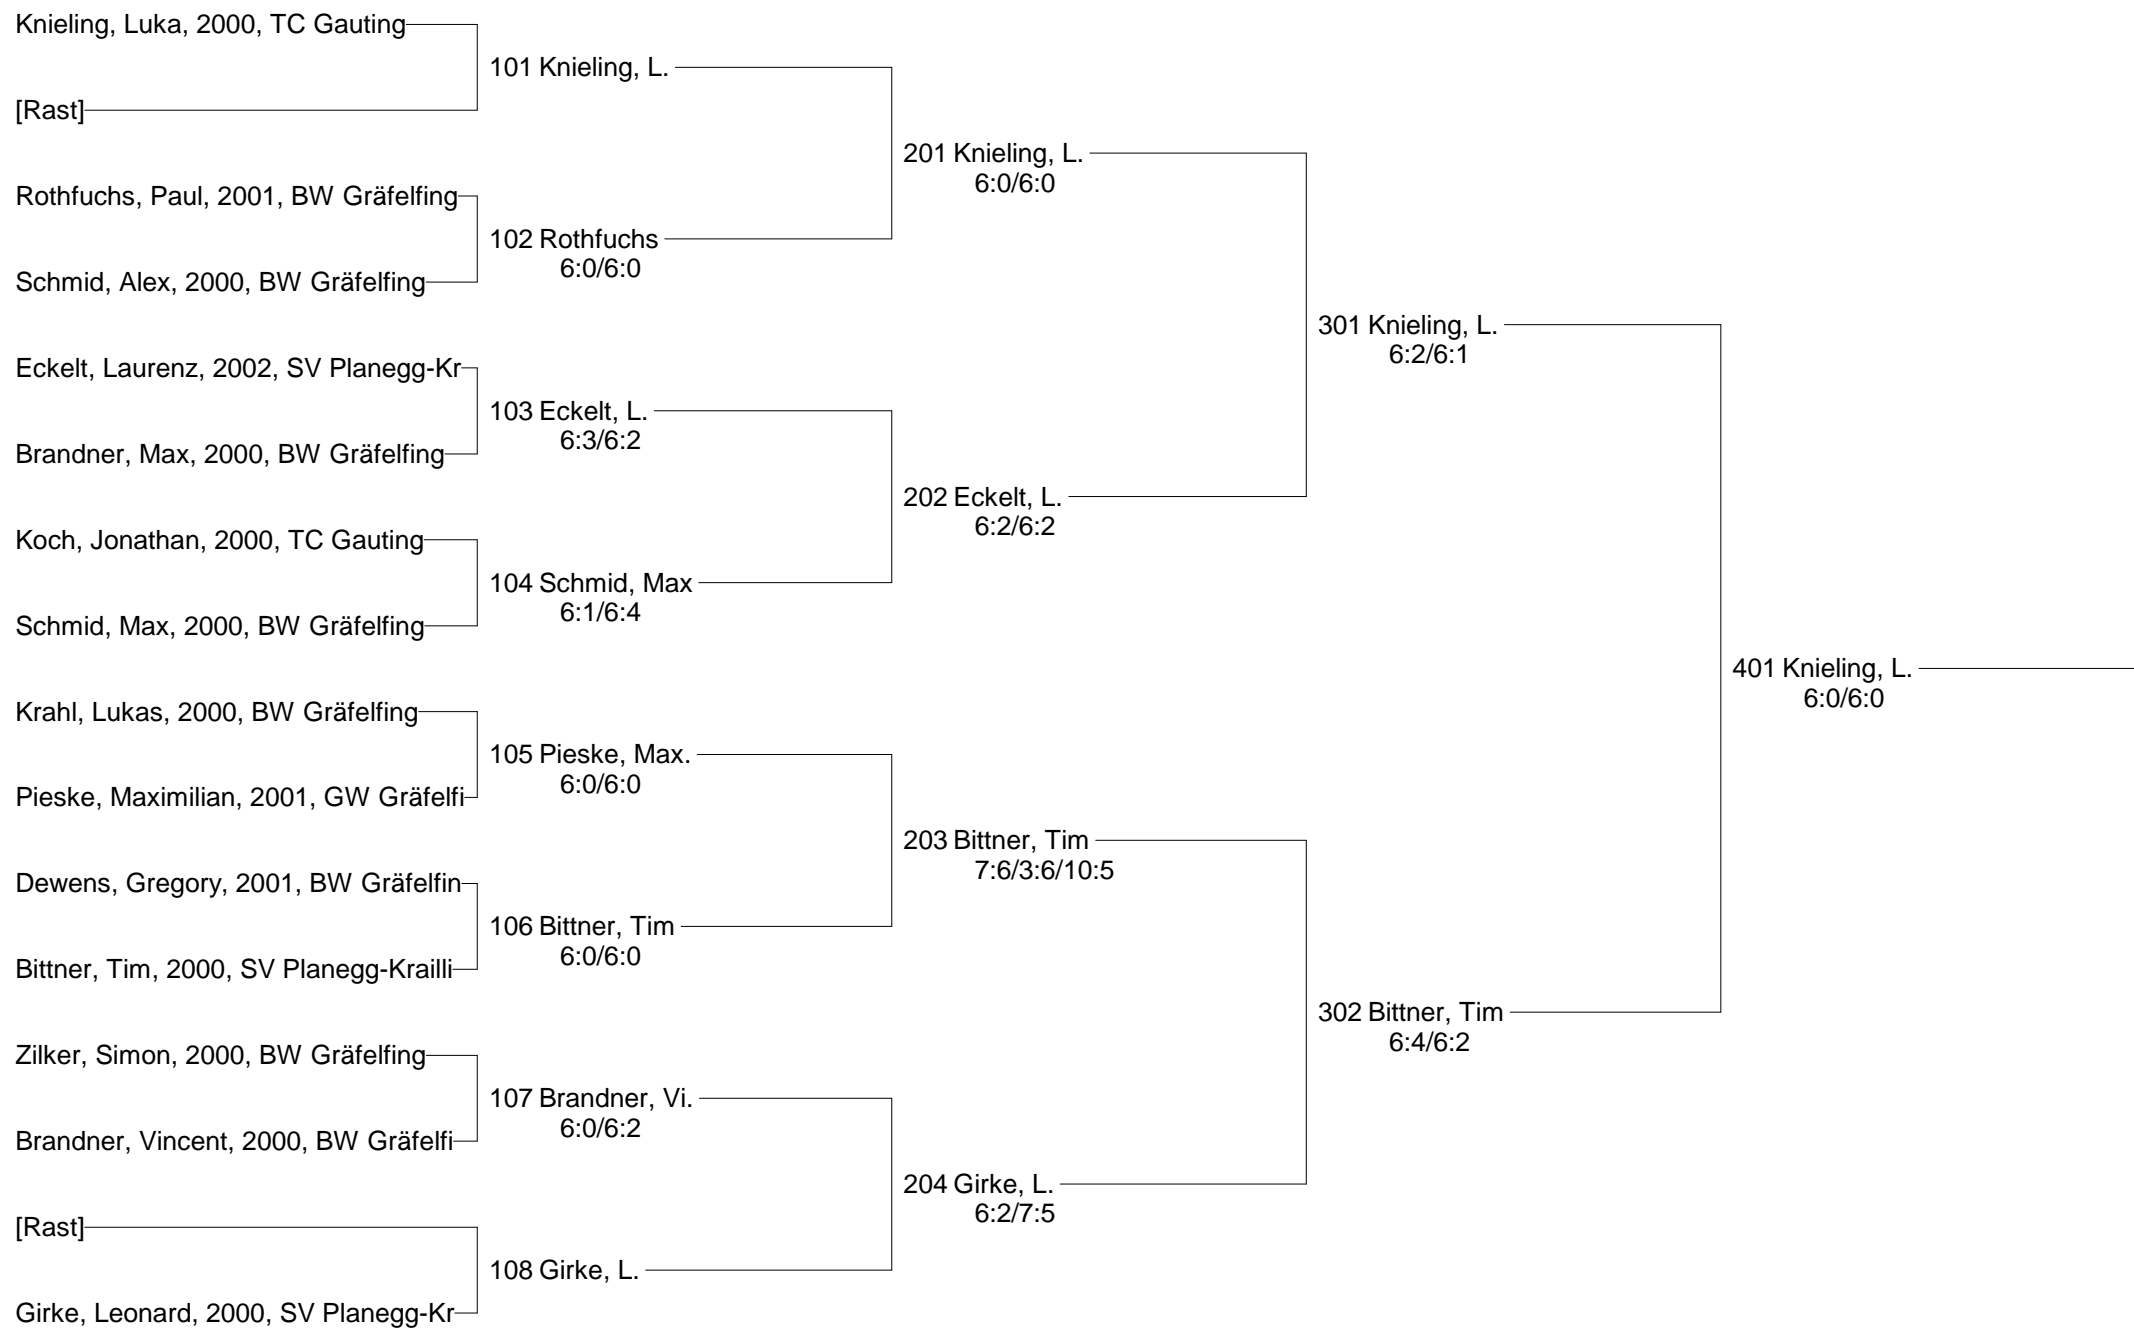 Knieling, Luka, 2000, TC Gauting
101 Knieling, L.
[Rast]
201 Knieling, L.
6:0/6:0
Rothfuchs, Paul, 2001, BW Gräfelfing
102 Rothfuchs
6:0/6:0
Schmid, Alex, 2000, BW Gräfelfing
301 Knieling, L.
6:2/6:1
Eckelt, Laurenz, 2002, SV Planegg-Kr
103 Eckelt, L.
6:3/6:2
Brandner, Max, 2000, BW Gräfelfing
202 Eckelt, L.
6:2/6:2
Koch, Jonathan, 2000, TC Gauting
104 Schmid, Max
6:1/6:4
Schmid, Max, 2000, BW Gräfelfing
401 Knieling, L.
6:0/6:0
Krahl, Lukas, 2000, BW Gräfelfing
105 Pieske, Max.
6:0/6:0
Pieske, Maximilian, 2001, GW Gräfelfi
203 Bittner, Tim
7:6/3:6/10:5
Dewens, Gregory, 2001, BW Gräfelfin
106 Bittner, Tim
6:0/6:0
Bittner, Tim, 2000, SV Planegg-Krailli
302 Bittner, Tim
6:4/6:2
Zilker, Simon, 2000, BW Gräfelfing
107 Brandner, Vi.
6:0/6:2
Brandner, Vincent, 2000, BW Gräfelfi
204 Girke, L.
6:2/7:5
[Rast]
108 Girke, L.
Girke, Leonard, 2000, SV Planegg-Kr